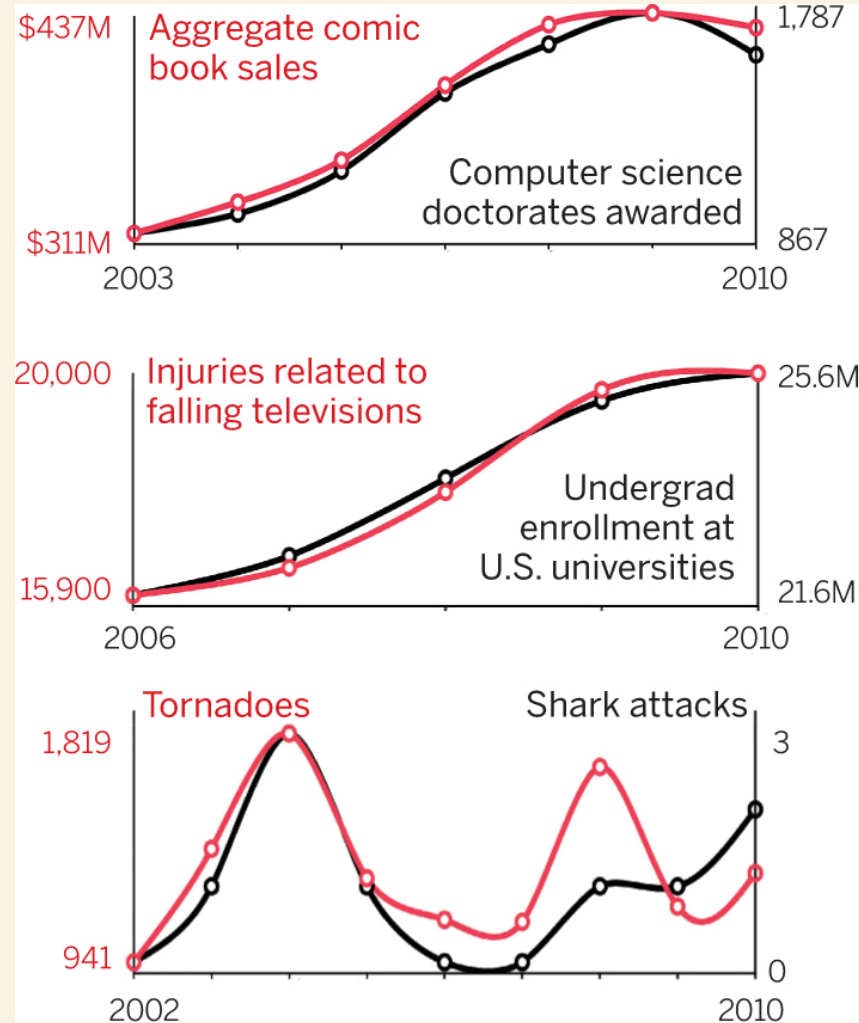 $437M
Aggregate comic
book sales
1,787
Computer science
doctorates awarded
$311M
867
2003
2010
20,000
Injuries related to
falling televisions
25.6M
Undergrad
enrollment at
U.S. universities
15,900
21.6M
2006
2010
Tornadoes
Shark attacks
1,819
3
941
0
2002
2010